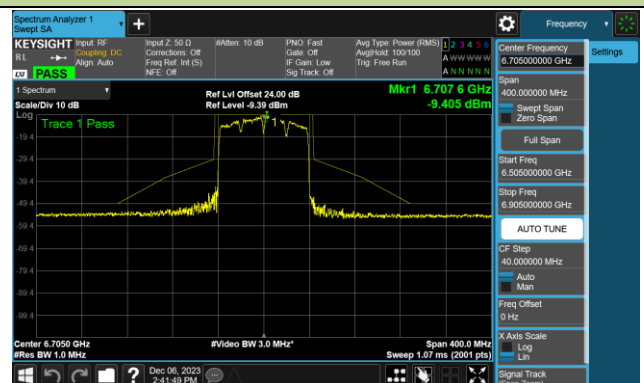 Spectrum Analyzer 1
Swept SA
Frequency
KEYSIGHT
RL
LW PASS
Input: RF
Coupling: DC
Align: Auto
Input Z: 50 Ω
Corrections: Off
Freq Ref: Int (S)
NFE: Off
#Atten: 10 dB
PNO: Fast
Gate: Off
IF Gain: Low
Sig Track: Off
Avg Type: Power (RMS)
Avg|Hold: 100/100
Trig: Free Run
1 2 3 4 5 6
A W W W W W
A N N N N N
1 Spectrum
Scale/Div 10 dB
Ref Lvl Offset 24.00 dB
Ref Level -9.39 dBm
Mkr1 6.707 6 GHz
-9.405 dBm
Log
Trace 1 Pass
1
-19.4
-29.4
-39.4
-49.4
-59.4
-69.4
-79.4
-89.4
-99.4
Center 6.7050 GHz
#Res BW 1.0 MHz
#Video BW 3.0 MHz*
Span 400.0 MHz
Sweep 1.07 ms (2001 pts)
Dec 06, 2023
2:41:49 PM
Center Frequency
6.705000000 GHz
Settings
Span
400.000000 MHz
Swept Span
Zero Span
Full Span
Start Freq
6.505000000 GHz
Stop Freq
6.905000000 GHz
AUTO TUNE
CF Step
40.000000 MHz
Auto
Man
Freq Offset
0 Hz
X Axis Scale
Log
Lin
Signal Track